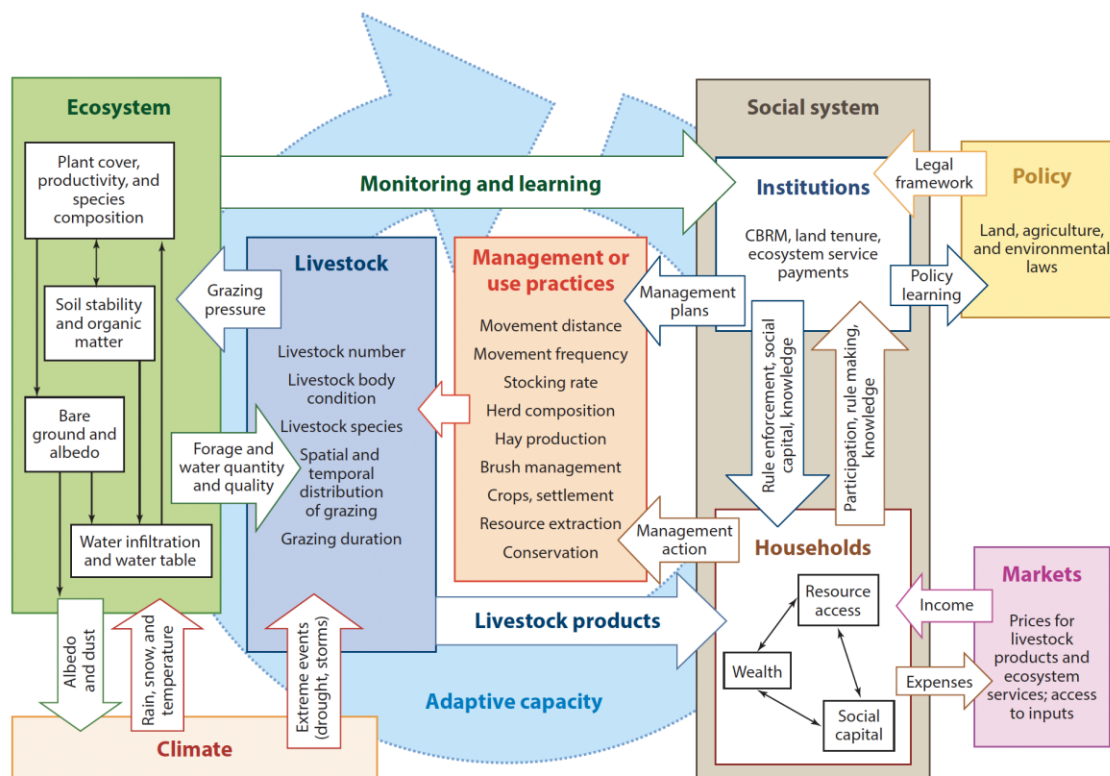 Ecosystem
Plant cover,
productivity, and
species
composition
Soil stability
and organic
matter
Bare
ground and
albedo
Water infiltration
and water table
Monitoring and learning
Grazing
pressure
Forage and
water quantity
and quality
Livestock
Livestock number
Livestock body
condition
Livestock species
Spatial and
temporal
distribution
of grazing
Grazing duration
Management or
use practices
Movement distance
Movement frequency
Stocking rate
Herd composition
Hay production
Brush management
Crops, settlement
Resource extraction
Conservation
Management
plans
Management
action
Social system
Institutions
CBRM, land tenure,
ecosystem service
payments
Legal
framework
Policy
learning
Policy
Land, agriculture,
and environmental
laws
Rule enforcement, social
capital, knowledge
Participation, rule making,
knowledge
Households
Resource
access
Wealth
Social
capital
Livestock products
Income
Expenses
Markets
Prices for
livestock
products and
ecosystem
services; access
to inputs
Adaptive capacity
Albedo
and dust
Rain, snow, and
temperature
Extreme events
(drought, storms)
Climate